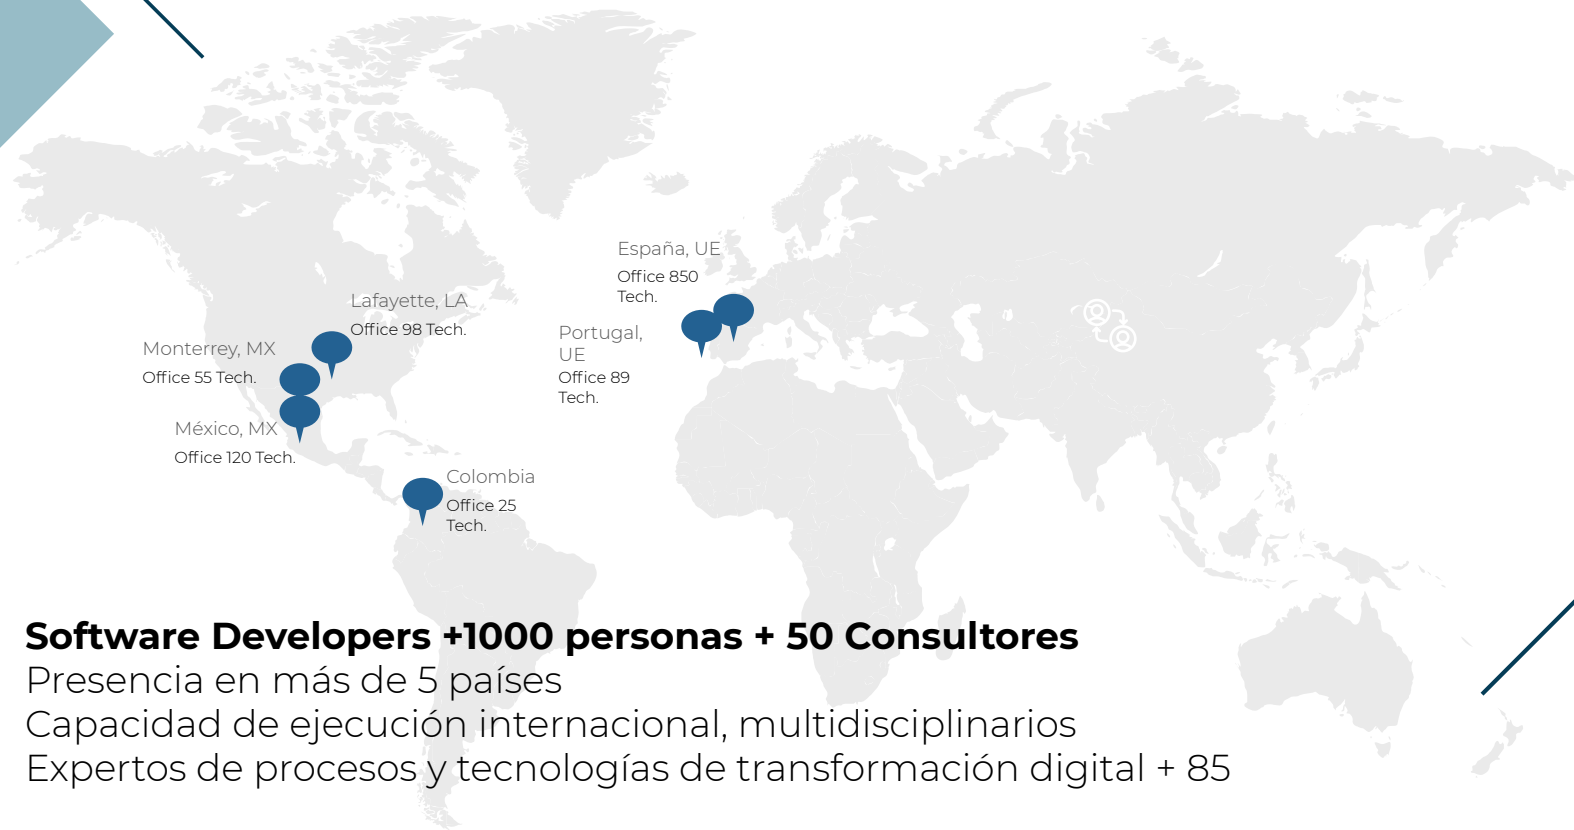 España, UE
Office 850
Tech.
Lafayette, LA
Office 98 Tech.
Portugal,
UE
Office 89
Tech.
Monterrey, MX
Office 55 Tech.
México, MX
Office 120 Tech.
Colombia
Office 25
Tech.
Software Developers +1000 personas + 50 Consultores
Presencia en más de 5 países
Capacidad de ejecución internacional, multidisciplinarios
Expertos de procesos y tecnologías de transformación digital + 85